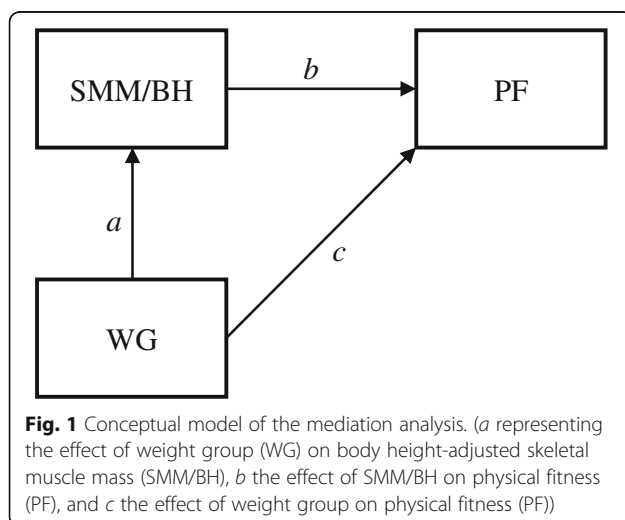 SMM/BH
b
PF
a
c
WG
Fig. 1 Conceptual model of the mediation analysis. (a representing
the effect of weight group (WG) on body height-adjusted skeletal
muscle mass (SMM/BH), b the effect of SMM/BH on physical fitness
(PF), and c the effect of weight group on physical fitness (PF))